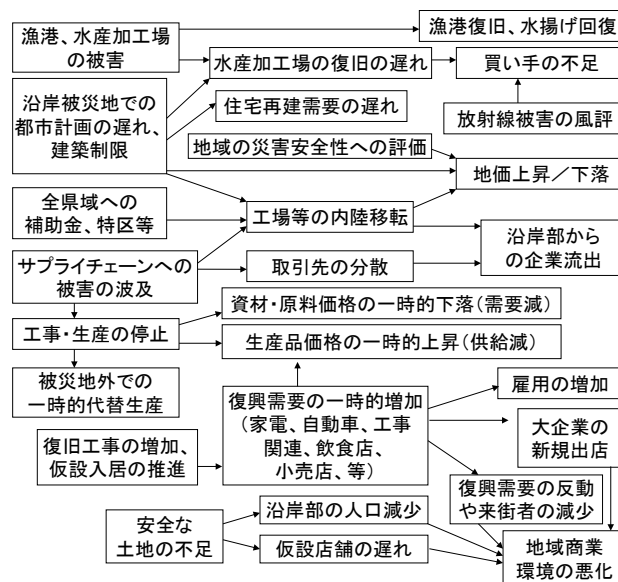 漁港、水産加工場
の被害
漁港復旧、水揚げ回復
水産加工場の復旧の遅れ
買い手の不足
沿岸被災地での
都市計画の遅れ、
建築制限
住宅再建需要の遅れ
放射線被害の風評
地域の災害安全性への評価
地価上昇／下落
全県域への
補助金、特区等
工場等の内陸移転
沿岸部から
の企業流出
サプライチェーンへの
被害の波及
取引先の分散
資材・原料価格の一時的下落(需要減)
工事・生産の停止
生産品価格の一時的上昇(供給減)
被災地外での
一時的代替生産
復興需要の一時的増加
(家電、自動車、工事
関連、飲食店、
小売店、等)
雇用の増加
大企業の
新規出店
復旧工事の増加、
仮設入居の推進
復興需要の反動
や来街者の減少
安全な
土地の不足
沿岸部の人口減少
仮設店舗の遅れ
地域商業
環境の悪化